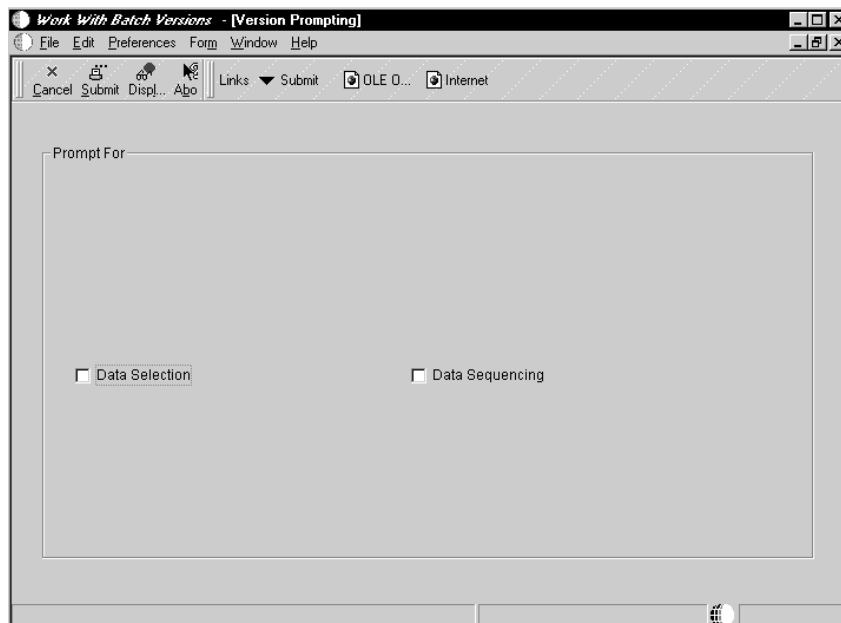 Work With Batch Versions - [Version Prompting]
File Edit Preferences Form Window Help
Cancel Submit Displ... Abo Links Submit OLE O... Internet
Prompt For
Data Selection Data Sequencing